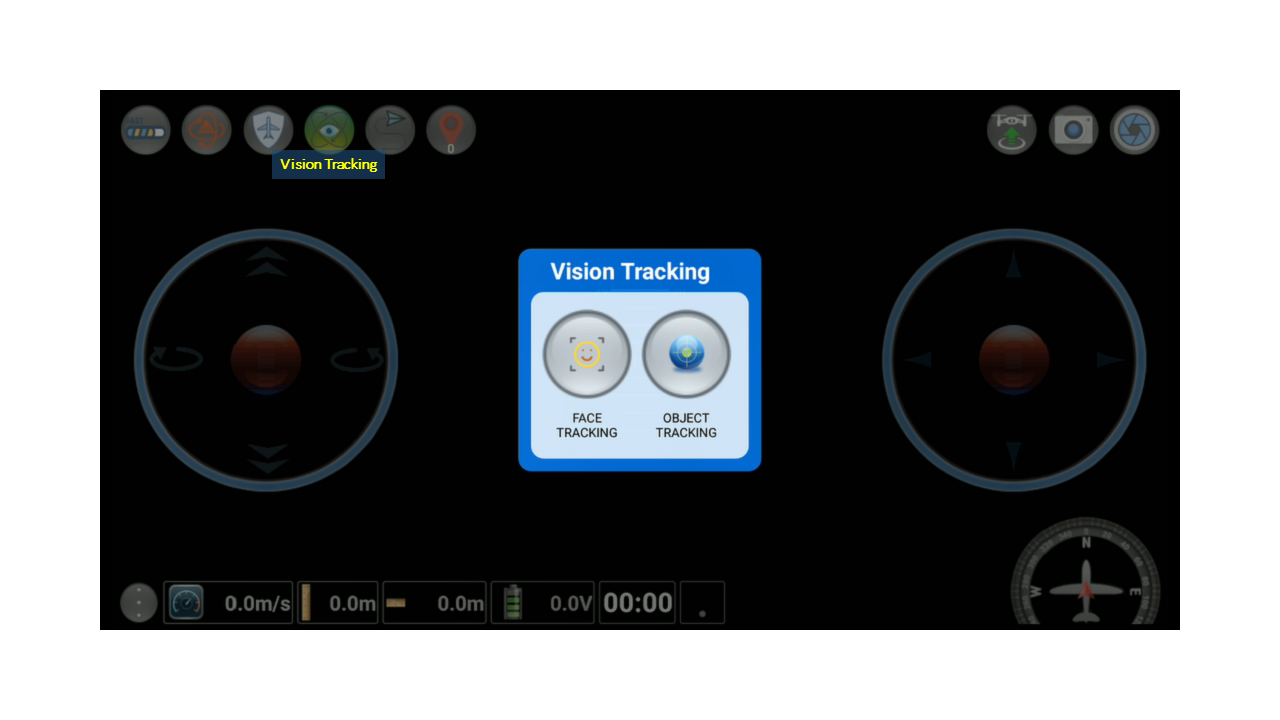 FAST
0
Vision Tracking
Vision Tracking
FACE
TRACKING
OBJECT
TRACKING
N
W
E
0.0m/s
0.0m
0.0m
0.0V
00:00